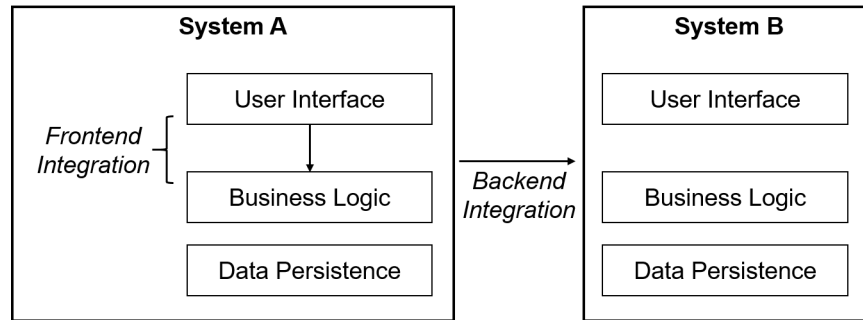 System A
User Interface
Frontend
Integration
Business Logic
Data Persistence
Backend
Integration
System B
User Interface
Business Logic
Data Persistence